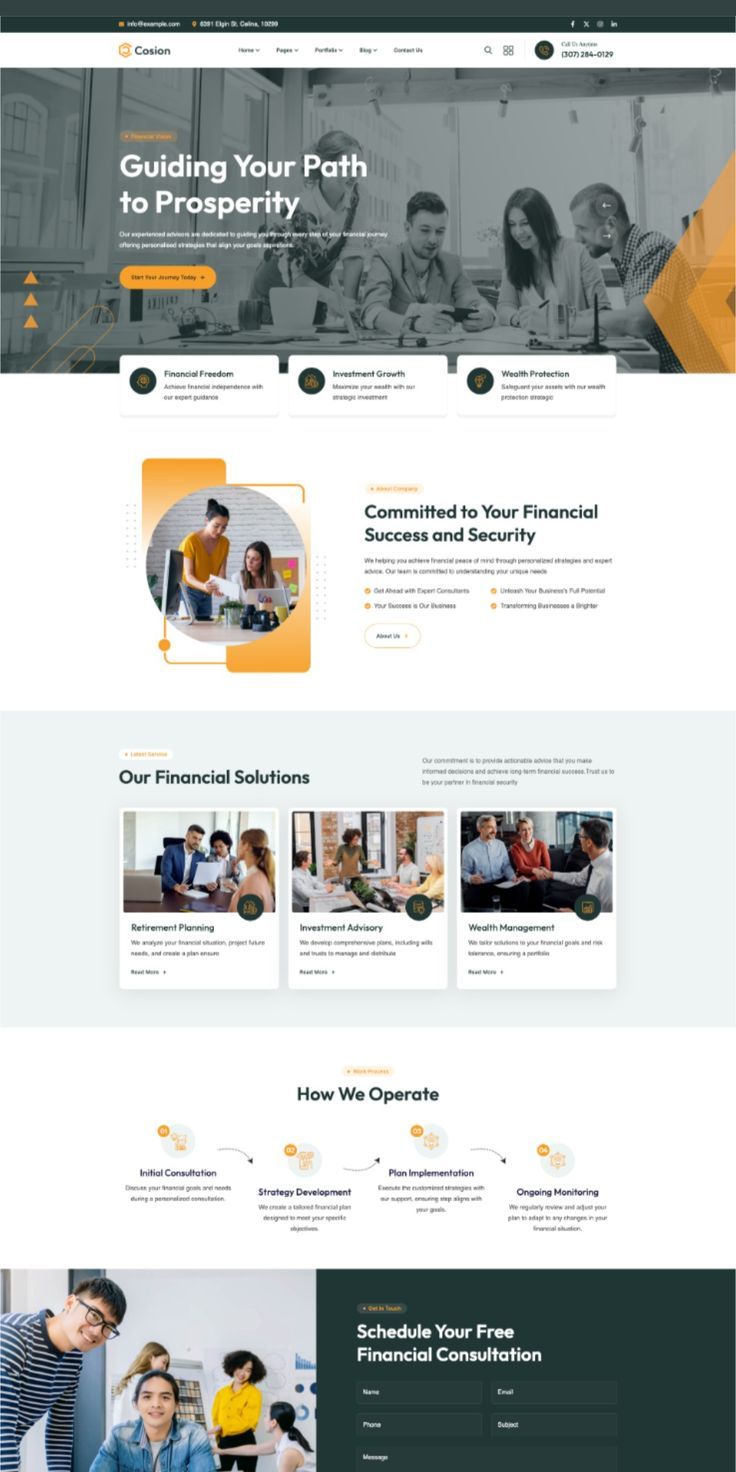 info@example.com 6391 Elgin St. Celina, 10299
Cosion Home Pages Portfolio Blog Contact Us Call Us Anytime
(307) 284-0129
Financial Vision
Guiding Your Path
to Prosperity
Our experienced advisors are dedicated to guiding you through every step of your financial journey
offering personalised strategies that align your goals aspirations.
Start Your Journey Today
Financial Freedom
Achieve financial independence with
our expert guidance
Investment Growth
Maximize your wealth with our
strategic investment
Wealth Protection
Safeguard your assets with our wealth
protection strategic
About Company
Committed to Your Financial
Success and Security
We helping you achieve financial peace of mind through personalized strategies and expert
advice. Our team is committed to understanding your unique needs
Get Ahead with Expert Consultants
Unleash Your Business's Full Potential
Your Success is Our Business
Transforming Businesses a Brighter
About Us
Latest Service
Our Financial Solutions
Our commitment is to provide actionable advice that you make
informed decisions and achieve long-term financial success.Trust us to
be your partner in financial security
Retirement Planning
We analyze your financial situation, project future
needs, and create a plan ensure
Read More
Investment Advisory
We develop comprehensive plans, including wills
and trusts to manage and distribute
Read More
Wealth Management
We tailor solutions to your financial goals and risk
tolerance, ensuring a portfolio
Read More
Work Process
How We Operate
01
Initial Consultation
Discuss your financial goals and needs
during a personalized consultation.
02
Strategy Development
We create a tailored financial plan
designed to meet your specific
objectives.
03
Plan Implementation
Execute the customized strategies with
our support, ensuring step aligns with
your goals.
04
Ongoing Monitoring
We regularly review and adjust your
plan to adapt to any changes in your
financial situation.
Get In Touch
Schedule Your Free
Financial Consultation
Name Email
Phone Subject
Message